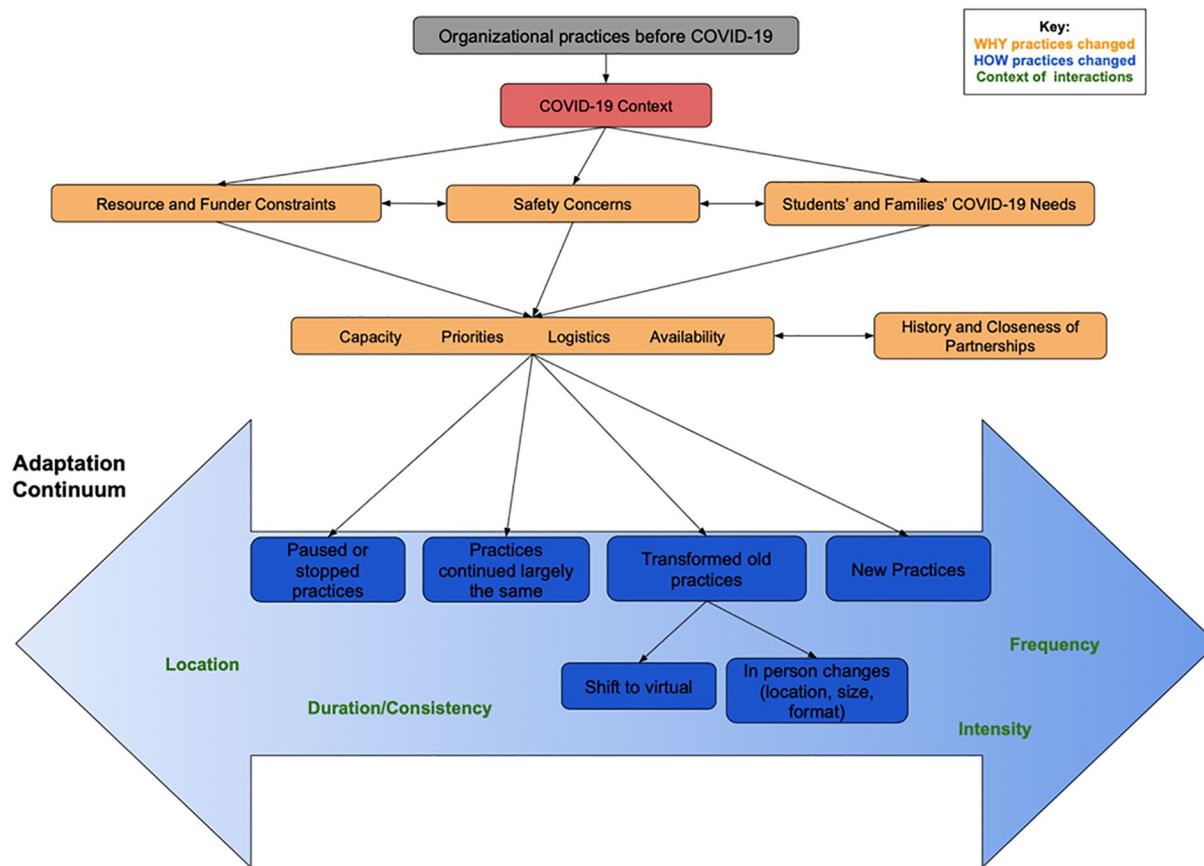 Organizational practices before COVID-19
Key:
WHY practices changed
HOW practices changed
Context of interactions
COVID-19 Context
Resource and Funder Constraints
Safety Concerns
Students' and Families' COVID-19 Needs
Capacity Priorities Logistics Availability
History and Closeness of
Partnerships
Adaptation
Continuum
Paused or
stopped
practices
Practices
continued largely
the same
Transformed old
practices
New Practices
Location
Frequency
Shift to virtual
In person changes
(location, size,
format)
Duration/Consistency
Intensity